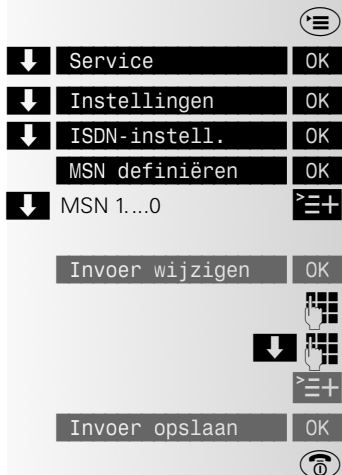 Service OK
Instellingen OK
ISDN-instell. OK
MSN definiëren OK
MSN 1....0
Invoer wijzigen OK
Invoer opslaan OK